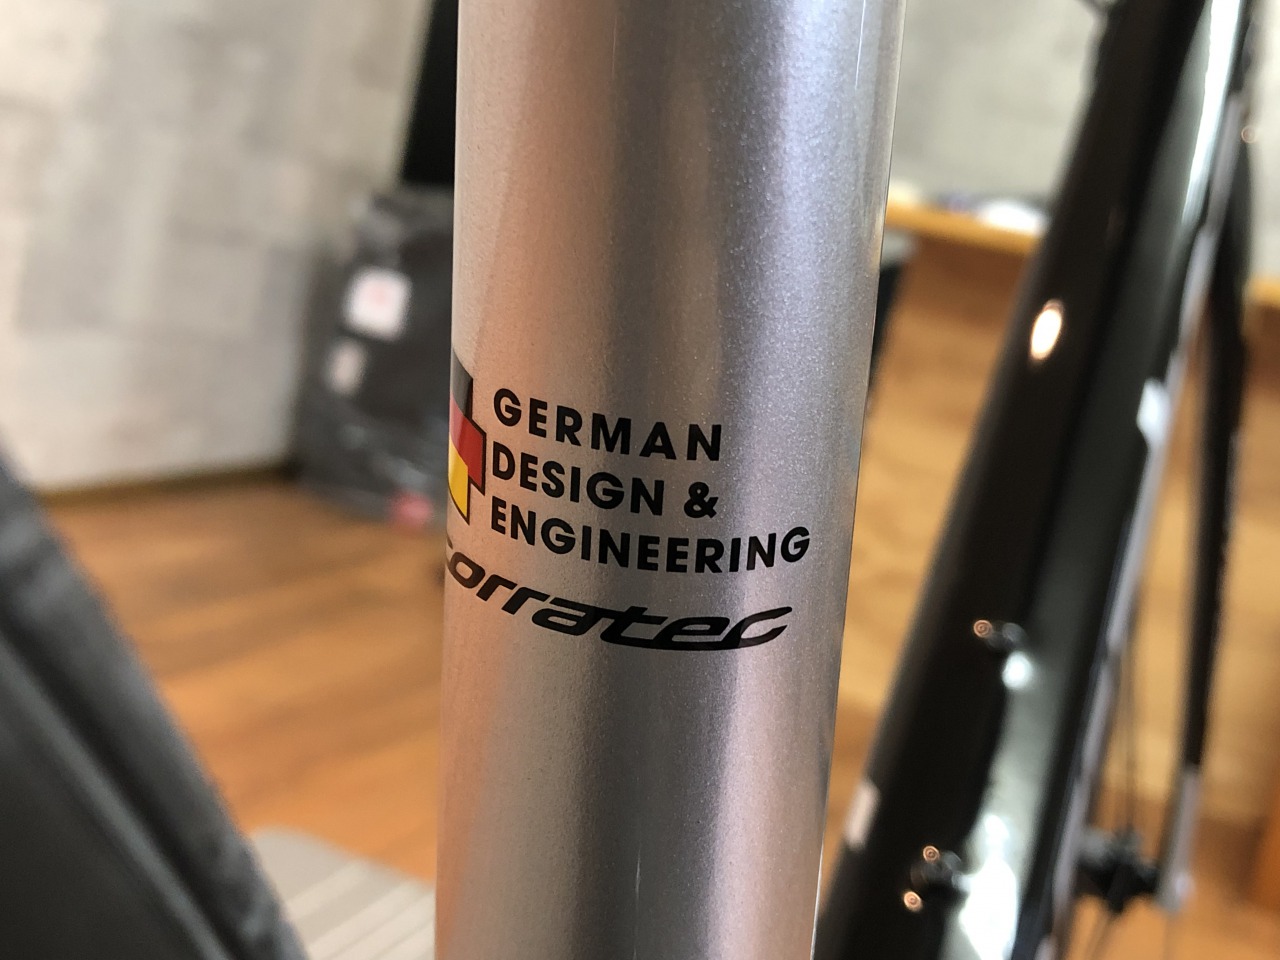 GERMAN
DESIGN &
ENGINEERING
corratec